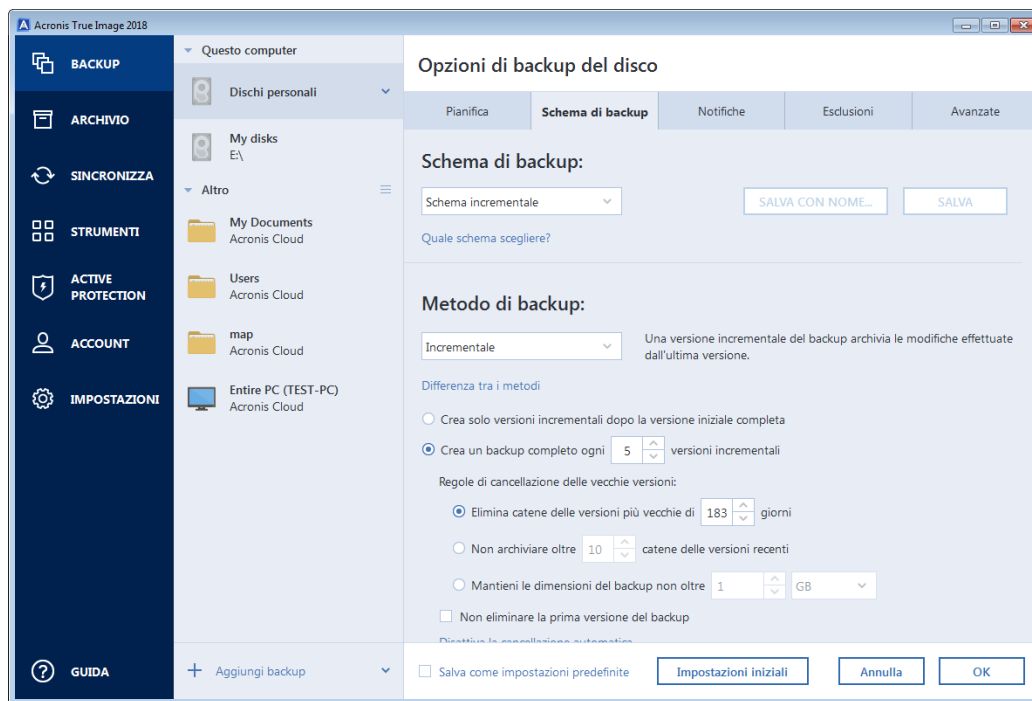 Acronis True Image 2018
BACKUP
ARCHIVIO
SINCRONIZZA
STRUMENTI
ACTIVE
PROTECTION
ACCOUNT
IMPOSTAZIONI
GUIDA
Questo computer
Dischi personali
My disks
E:\
Altro
My Documents
Acronis Cloud
Users
Acronis Cloud
map
Acronis Cloud
Entire PC (TEST-PC)
Acronis Cloud
Aggiungi backup
Opzioni di backup del disco
Pianifica
Schema di backup
Notifiche
Esclusioni
Avanzate
Schema di backup:
Schema incrementale
SALVA CON NOME...
SALVA
Quale schema scegliere?
Metodo di backup:
Incrementale
Una versione incrementale del backup archivia le modifiche effettuate
dall'ultima versione.
Differenza tra i metodi
Crea solo versioni incrementali dopo la versione iniziale completa
Crea un backup completo ogni 5 versioni incrementali
Regole di cancellazione delle vecchie versioni:
Elimina catene delle versioni più vecchie di 183 giorni
Non archiviare oltre 10 catene delle versioni recenti
Mantieni le dimensioni del backup non oltre 1 GB
Non eliminare la prima versione del backup
Disattiva la cancellazione automatica
Salva come impostazioni predefinite
Impostazioni iniziali
Annulla
OK